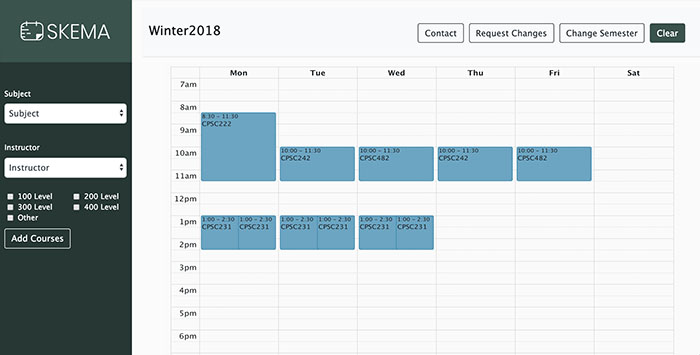 SKEMA
Winter2018
Contact Request Changes Change Semester Clear
Subject
Subject
Instructor
Instructor
100 Level 200 Level
300 Level 400 Level
Other
Add Courses
Mon Tue Wed Thu Fri Sat
7am
8am
8:30 - 11:30
CPSC222
9am
10am
10:00 - 11:30 10:00 - 11:30 10:00 - 11:30 10:00 - 11:30
CPSC242 CPSC482 CPSC242 CPSC482
11am
12pm
1pm
1:00 - 2:30 1:00 - 2:30 1:00 - 2:30 1:00 - 2:30 1:00 - 2:30 1:00 - 2:30
CPSC231 CPSC231 CPSC231 CPSC231 CPSC231 CPSC231
2pm
3pm
4pm
5pm
6pm